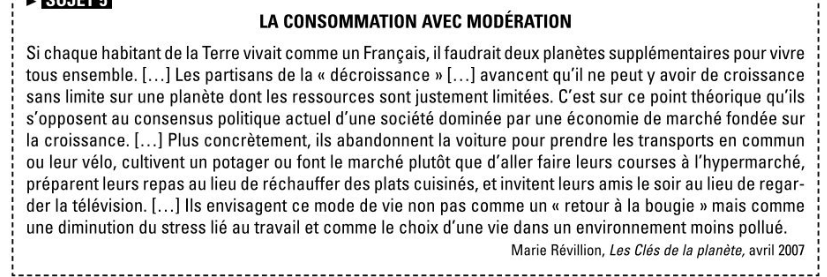 ► SUJET 5
LA CONSOMMATION AVEC MODÉRATION
Si chaque habitant de la Terre vivait comme un Français, il faudrait deux planètes supplémentaires pour vivre
tous ensemble. […] Les partisans de la « décroissance » […] avancent qu'il ne peut y avoir de croissance
sans limite sur une planète dont les ressources sont justement limitées. C'est sur ce point théorique qu'ils
s'opposent au consensus politique actuel d'une société dominée par une économie de marché fondée sur
la croissance. […] Plus concrètement, ils abandonnent la voiture pour prendre les transports en commun
ou leur vélo, cultivent un potager ou font le marché plutôt que d'aller faire leurs courses à l'hypermarché,
préparent leurs repas au lieu de réchauffer des plats cuisinés, et invitent leurs amis le soir au lieu de regar-
der la télévision. […] Ils envisagent ce mode de vie non pas comme un « retour à la bougie » mais comme
une diminution du stress lié au travail et comme le choix d'une vie dans un environnement moins pollué.
Marie Révillion, Les Clés de la planète, avril 2007